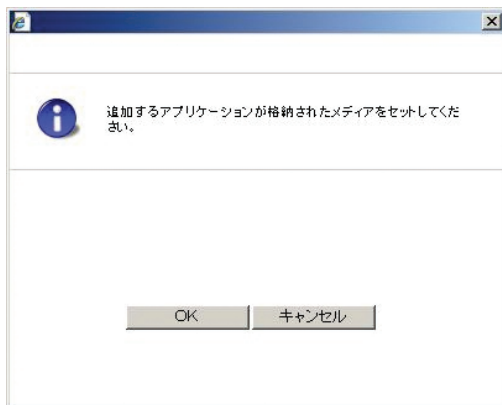 追加するアプリケーションが格納されたメディアをセットしてくだ
さい。
OK
キャンセル